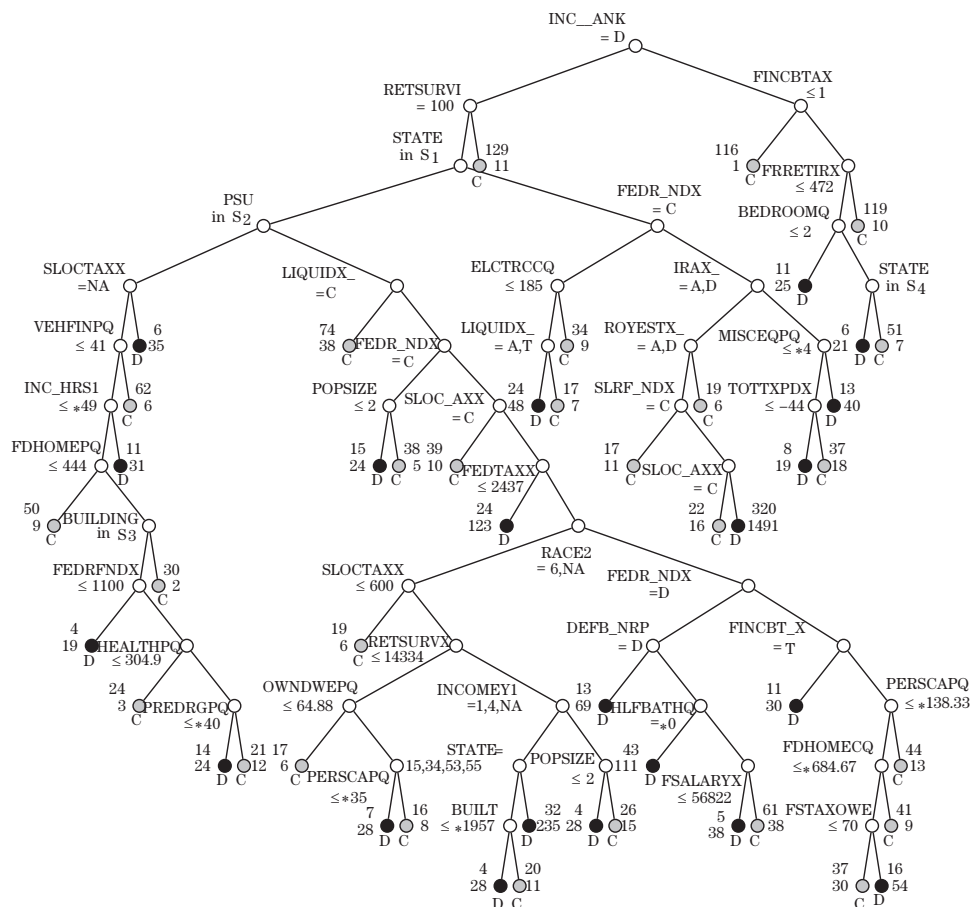 INC__ANK
= D
RETSURVI
= 100
FINCBTAX
≤1
STATE
in S1
129
11
C
116
1
C
FRRETIRX
≤ 472
PSU
in S2
FEDR_NDX
= C
BEDROOMQ
≤ 2
119
10
C
SLOCTAXX
=NA
LIQUIDX_
=C
ELCTRCCQ
≤ 185
IRAX_
= A,D
11
25
D
STATE
in S4
VEHFINPQ
≤ 41
6
35
D
74
38
C
FEDR_NDX
=C
LIQUIDX_
= A,T
34
9
C
ROYESTX_
= A,D
MISCEQPQ
≤*4
6
21
D
51
7
C
INC_HRS1
≤ *49
62
6
C
POPSIZE
≤ 2
SLOC_AXX
= C
24
48
D
17
7
C
SLRF_NDX
= C
19
6
C
TOTTXPDX
≤ −44
13
40
D
FDHOMEPQ
≤ 444
11
31
D
15
24
D
38
5
C
39
10
C
FEDTAXX
≤ 2437
17
11
C
SLOC_AXX
= C
8
19
D
37
18
C
50
9
C
BUILDING
in S3
24
123
D
RACE2
= 6,NA
22
16
C
320
1491
D
FEDRFNDX
≤ 1100
30
2
C
SLOCTAXX
≤ 600
FEDR_NDX
=D
4
19
D
HEALTHPQ
≤ 304.9
19
6
C
RETSURVX
≤ 14334
DEFB_NRP
= D
FINCBT_X
= T
24
3
C
PREDRGPQ
≤*40
OWNDWEPQ
≤ 64.88
INCOMEY1
=1,4,NA
13
69
D
HLFBATHQ
=*0
11
30
D
PERSCAPQ
≤*138.33
14
24
D
21
12
C
17
6
C
PERSCAPQ
≤*35
STATE=
15,34,53,55
POPSIZE
≤ 2
43
111
D
FSALARYX
≤ 56822
FDHOMECQ
≤*684.67
44
13
C
7
28
D
16
8
C
BUILT
≤ *1957
32
235
D
4
28
D
26
15
C
5
38
D
61
38
C
FSTAXOWE
≤ 70
41
9
C
4
28
D
20
11
C
37
30
C
16
54
D